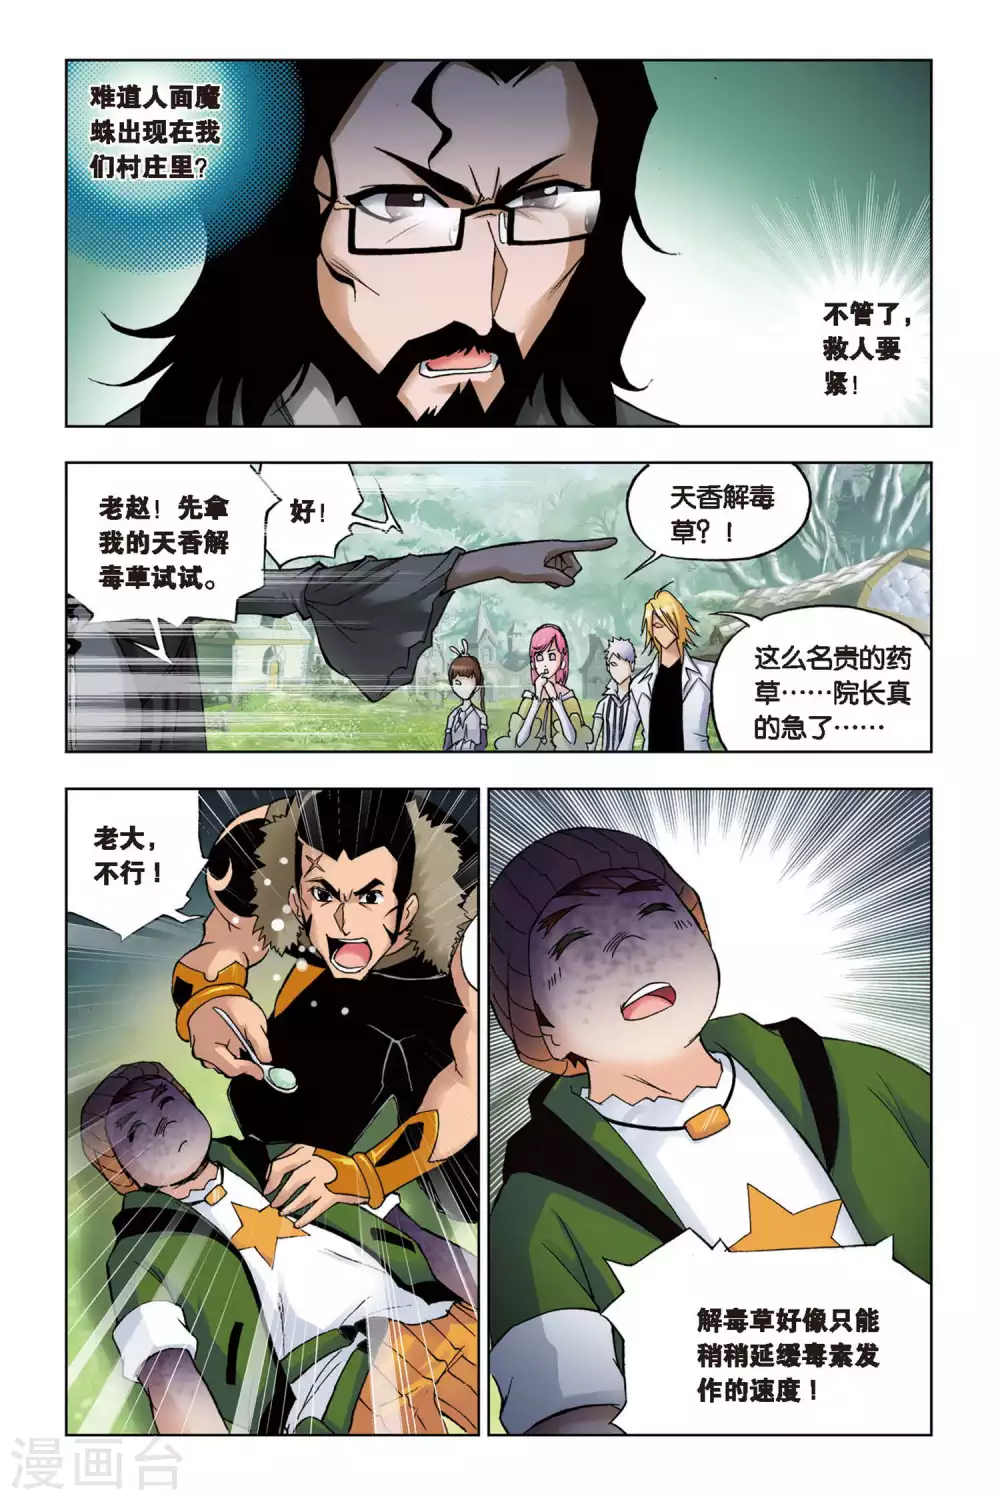 难道人面魔
蛛出现在我
们村庄里?
不管了，
救人要
紧！
老赵！先拿
我的天香解
毒草试试。
好！
天香解毒
草？！
这么名贵的药
草……院长真
的急了……
老大，
不行！
解毒草好像只能
稍稍延缓毒素发
作的速度！
漫画台